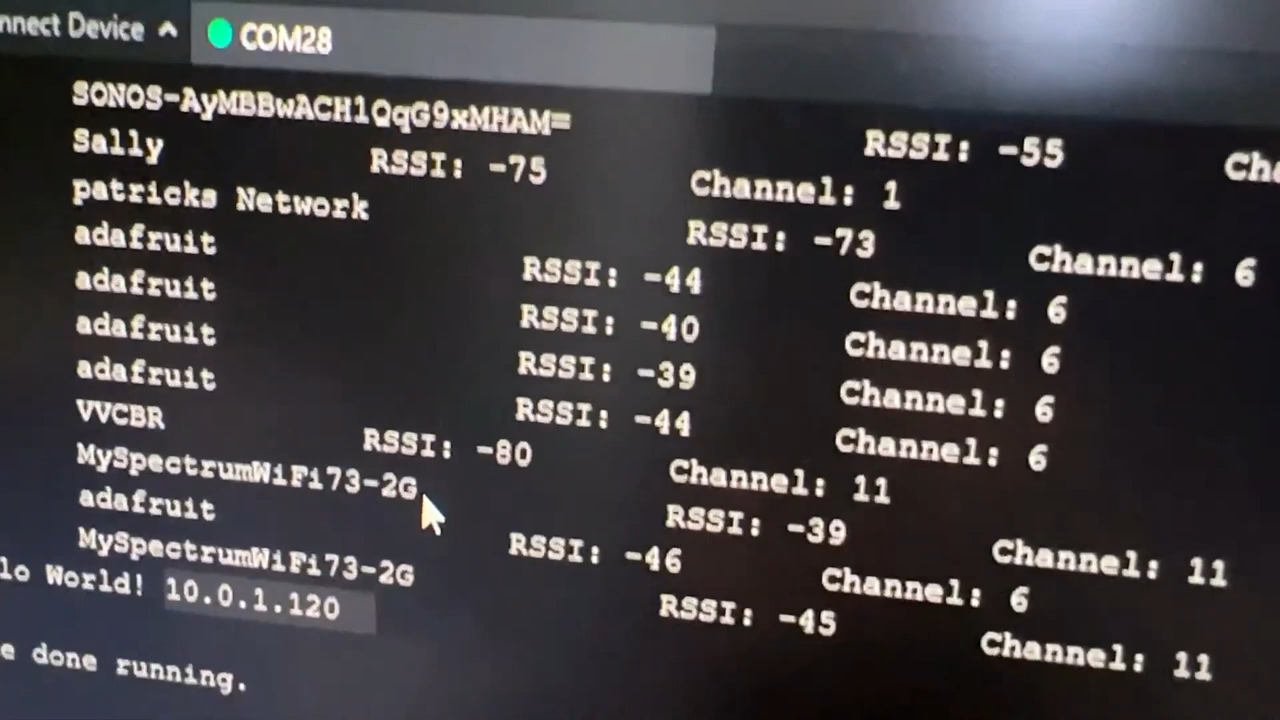 nnect Device ^ COM28
SONOS-AyMBBwACH1QqG9xMHAM= RSSI: -55 Cha
Sally RSSI: -75 Channel: 1
patricks Network RSSI: -73 Channel: 6
adafruit RSSI: -44 Channel: 6
adafruit RSSI: -40 Channel: 6
adafruit RSSI: -39 Channel: 6
adafruit RSSI: -44 Channel: 6
VVCBR RSSI: -80 Channel: 11
MySpectrumWiFi73-2G RSSI: -39 Channel: 11
adafruit RSSI: -46 Channel: 6
MySpectrumWiFi73-2G RSSI: -45 Channel: 11
lo World! 10.0.1.120
e done running.